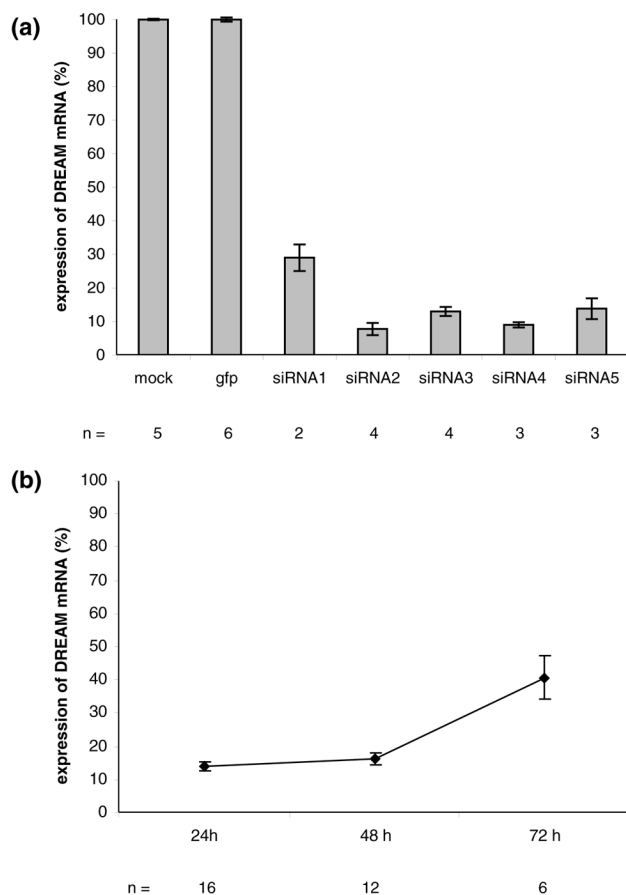 (a)
expression of DREAM mRNA (%)
100
90
80
70
60
50
40
30
20
10
0
mock gfp siRNA1 siRNA2 siRNA3 siRNA4 siRNA5
n = 5 6 2 4 4 3 3
(b)
expression of DREAM mRNA (%)
100
90
80
70
60
50
40
30
20
10
0
24h 48 h 72 h
n = 16 12 6